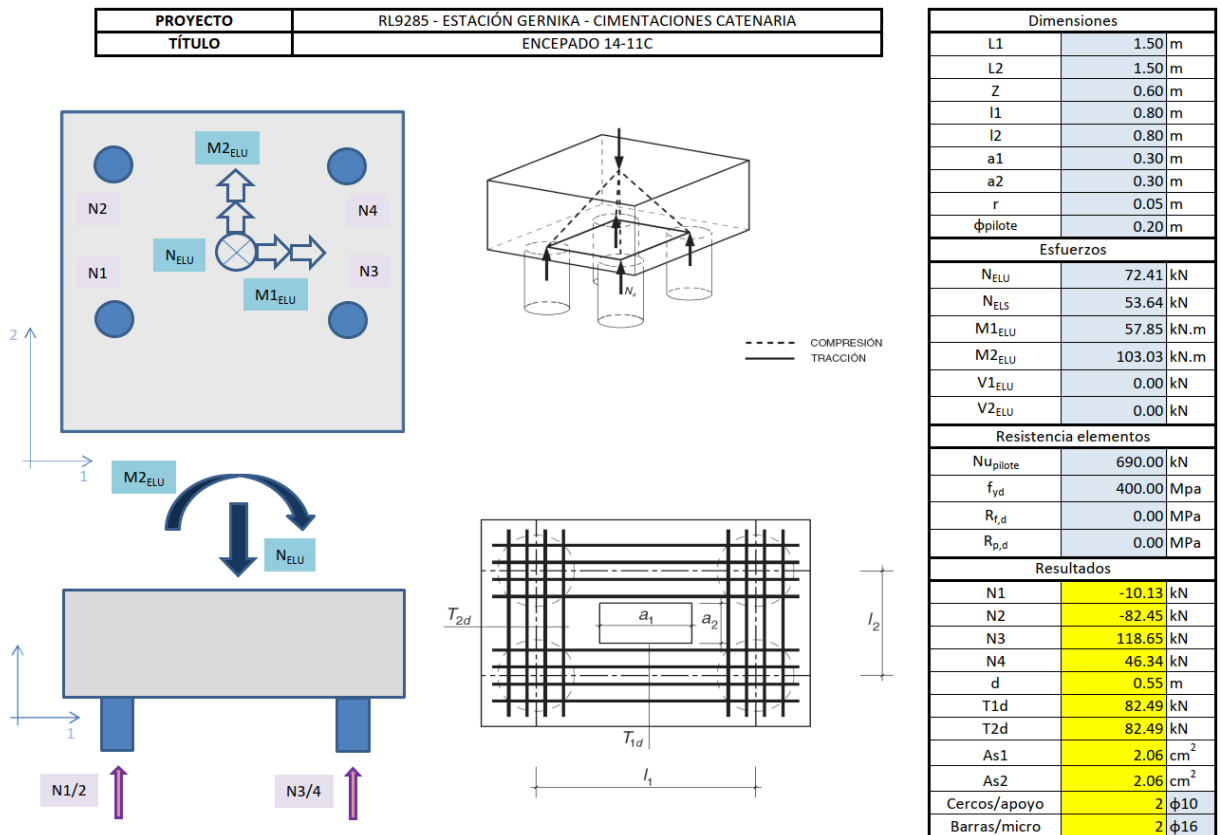 PROYECTO RL9285 - ESTACIÓN GERNIKA - CIMENTACIONES CATENARIA
TÍTULO ENCEPADO 14-11C
M2ELU
N2
N4
NELU
N1
N3
M1ELU
2
1
M2ELU
NELU
1
N1/2
N3/4
Nd
COMPRESIÓN
TRACCIÓN
T2d
a1
a2
l2
T1d
l1
Dimensiones
L1 1.50 m
L2 1.50 m
Z 0.60 m
l1 0.80 m
l2 0.80 m
a1 0.30 m
a2 0.30 m
r 0.05 m
ϕpilote 0.20 m
Esfuerzos
NELU 72.41 kN
NELS 53.64 kN
M1ELU 57.85 kN.m
M2ELU 103.03 kN.m
V1ELU 0.00 kN
V2ELU 0.00 kN
Resistencia elementos
Nupilote 690.00 kN
fyd 400.00 Mpa
Rf,d 0.00 MPa
Rp,d 0.00 MPa
Resultados
N1 -10.13 kN
N2 -82.45 kN
N3 118.65 kN
N4 46.34 kN
d 0.55 m
T1d 82.49 kN
T2d 82.49 kN
As1 2.06 cm2
As2 2.06 cm2
Cercos/apoyo 2 ϕ10
Barras/micro 2 ϕ16